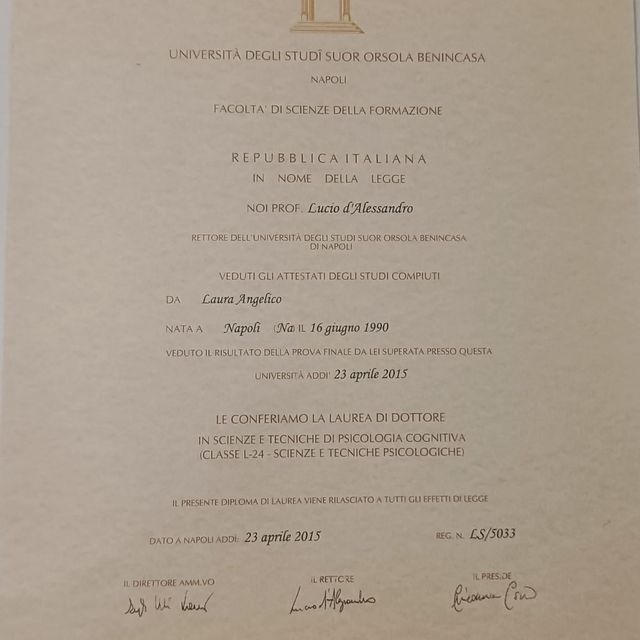 UNIVERSITÀ DEGLI STUDÎ SUOR ORSOLA BENINCASA
NAPOLI
FACOLTA' DI SCIENZE DELLA FORMAZIONE
REPUBBLICA ITALIANA
IN NOME DELLA LEGGE
NOI PROF. Lucio d'Alessandro
RETTORE DELL'UNIVERSITÀ DEGLI STUDI SUOR ORSOLA BENINCASA
DI NAPOLI
VEDUTI GLI ATTESTATI DEGLI STUDI COMPIUTI
DA Laura Angelico
NATA A Napoli (Na) IL 16 giugno 1990
VEDUTO IL RISULTATO DELLA PROVA FINALE DA LEI SUPERATA PRESSO QUESTA
UNIVERSITÀ ADDI' 23 aprile 2015
LE CONFERIAMO LA LAUREA DI DOTTORE
IN SCIENZE E TECNICHE DI PSICOLOGIA COGNITIVA
(CLASSE L-24 - SCIENZE E TECNICHE PSICOLOGICHE)
IL PRESENTE DIPLOMA DI LAUREA VIENE RILASCIATO A TUTTI GLI EFFETTI DI LEGGE
DATO A NAPOLI ADDI: 23 aprile 2015 REG. N. LS/5033
IL DIRETTORE AMM.VO IL RETTORE IL PRESIDE
Lucio d'Alessandro